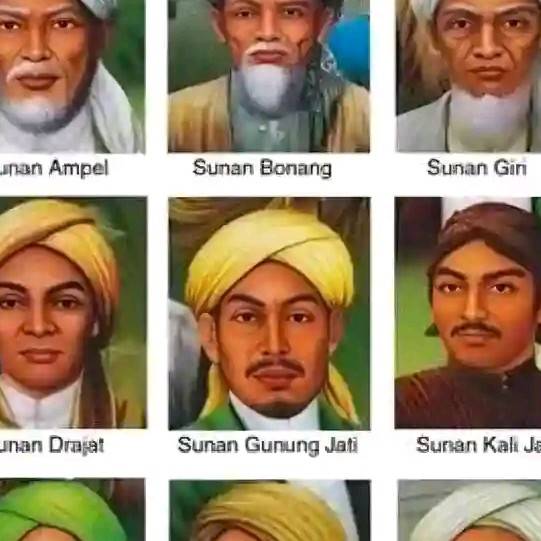 unan Ampel
Sunan Bonang
Sunan Giri
unan Drajat
Sunan Gunung Jati
Sunan Kali Ja